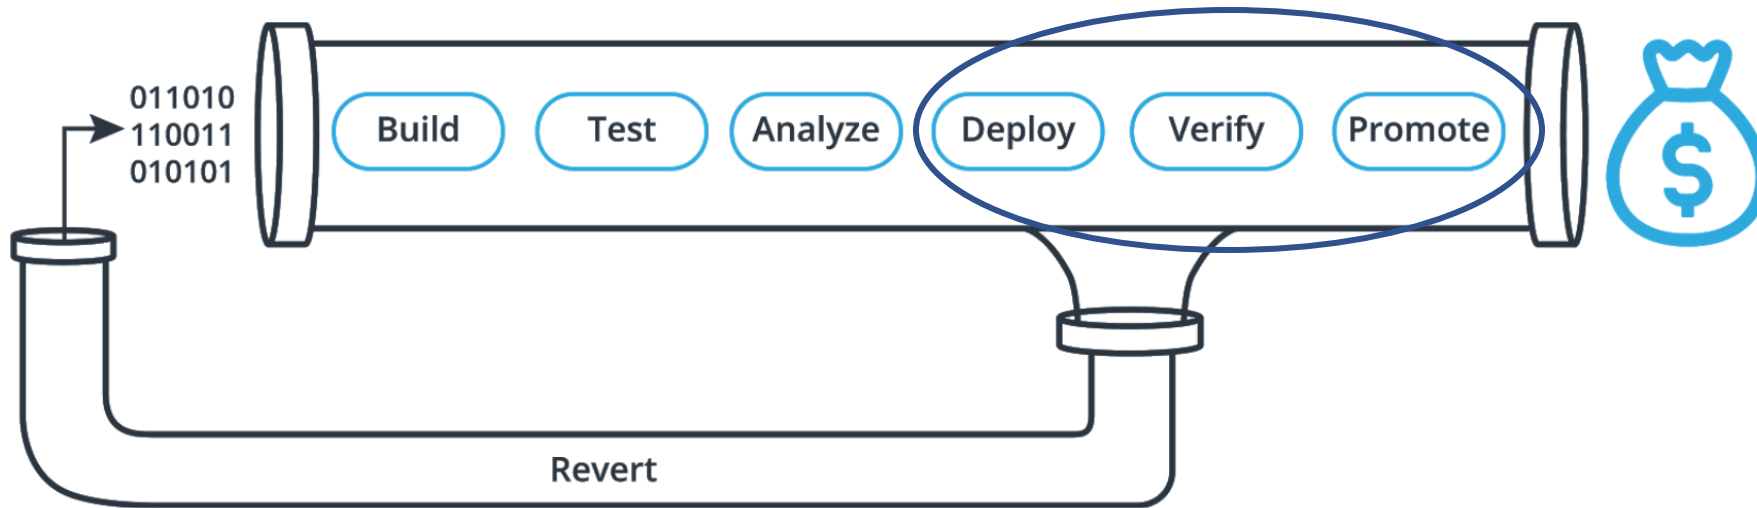 011010
110011
010101
Build
Test
Analyze
Deploy
Verify
Promote
$
Revert